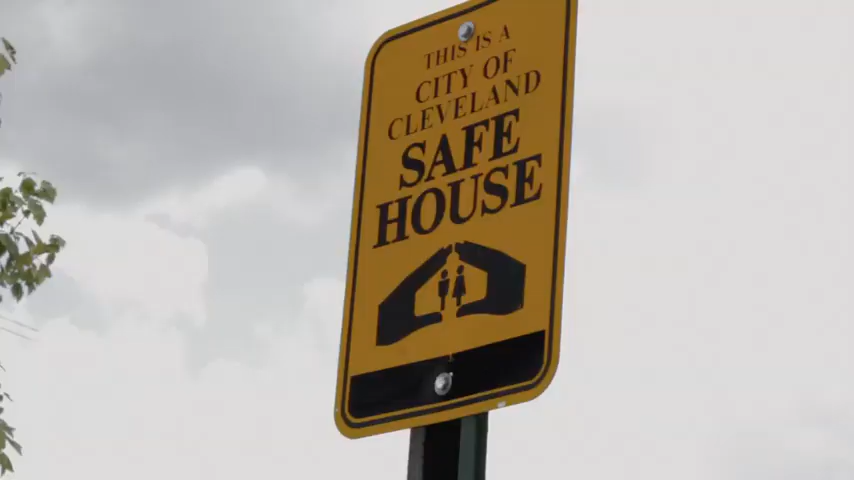 THIS IS A
CITY OF
CLEVELAND
SAFE
HOUSE